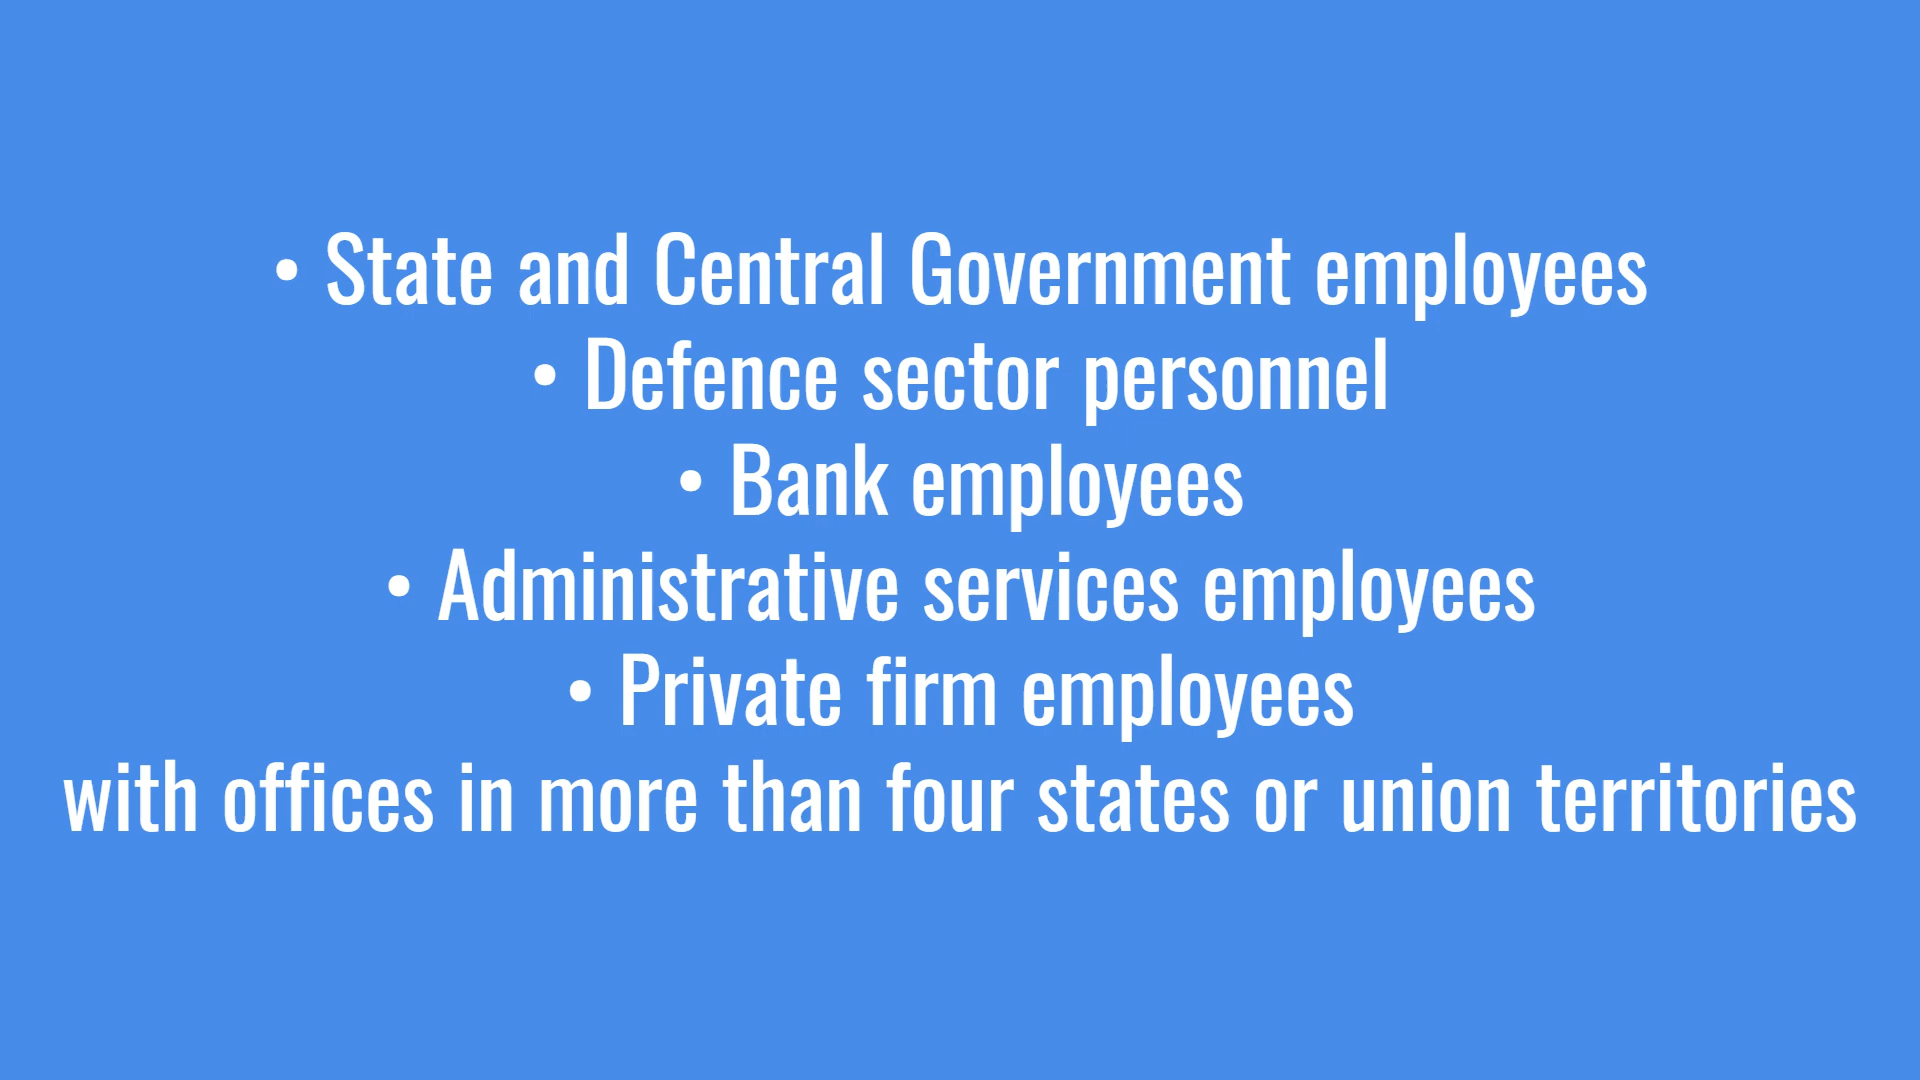 • State and Central Government employees
• Defence sector personnel
• Bank employees
• Administrative services employees
• Private firm employees
with offices in more than four states or union territories